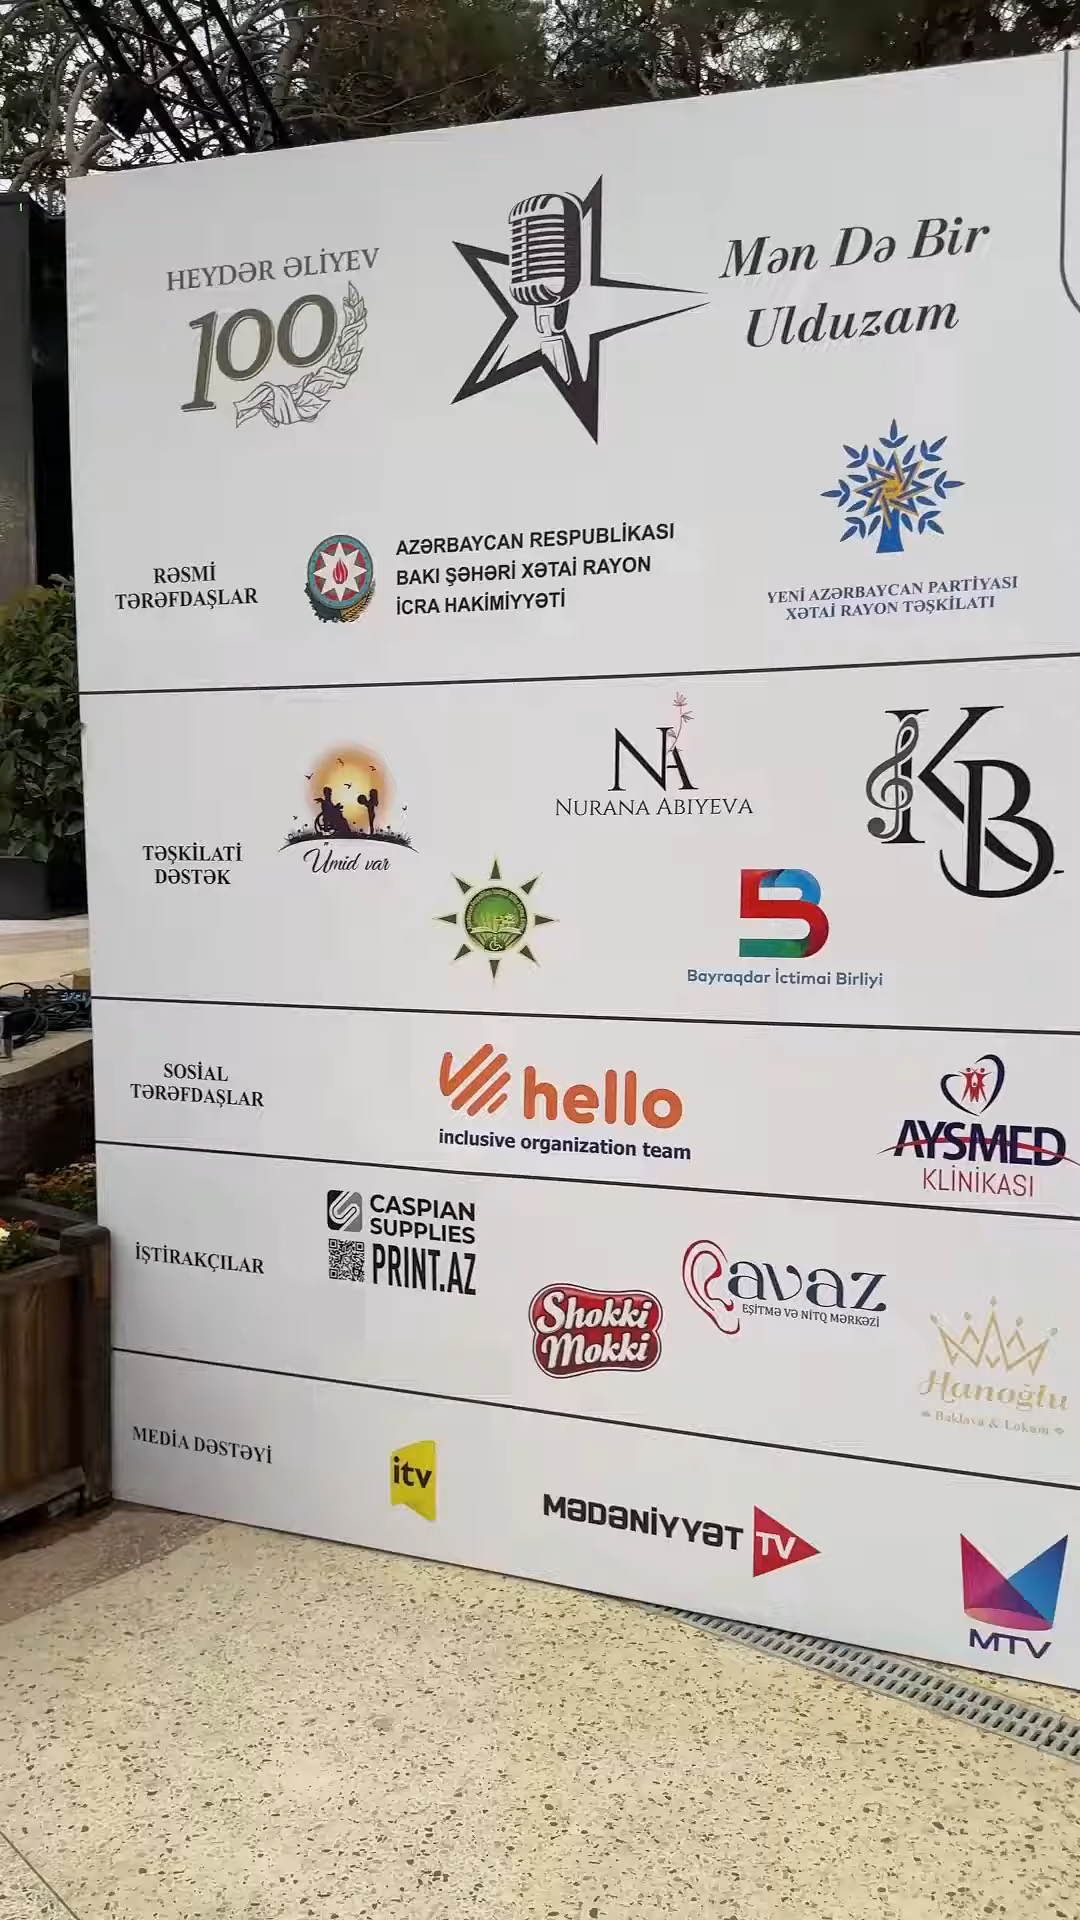 HEYDƏR ƏLİYEV
100
Mən Də Bir
Ulduzam
RƏSMİ
TƏRƏFDAŞLAR
AZƏRBAYCAN RESPUBLİKASI
BAKI ŞƏHƏRİ XƏTAİ RAYON
İCRA HAKİMİYYƏTİ
YENİ AZƏRBAYCAN PARTİYASI
XƏTAİ RAYON TƏŞKİLATI
TƏŞKİLATİ
DƏSTƏK
Ümid var
NA
NURANA ABIYEVA
KB
Bayraqdar İctimai Birliyi
SOSİAL
TƏRƏFDAŞLAR
hello
inclusive organization team
AYSMED
KLİNİKASI
İŞTİRAKÇILAR
CASPIAN
SUPPLIES
PRINT.AZ
Shokki
Mokki
avaz
EŞİTMƏ VƏ NİTQ MƏRKƏZİ
Hanoğlu
Baklava & Lokum
MEDİA DƏSTƏYİ
itv
MƏDƏNİYYƏT TV
MTV